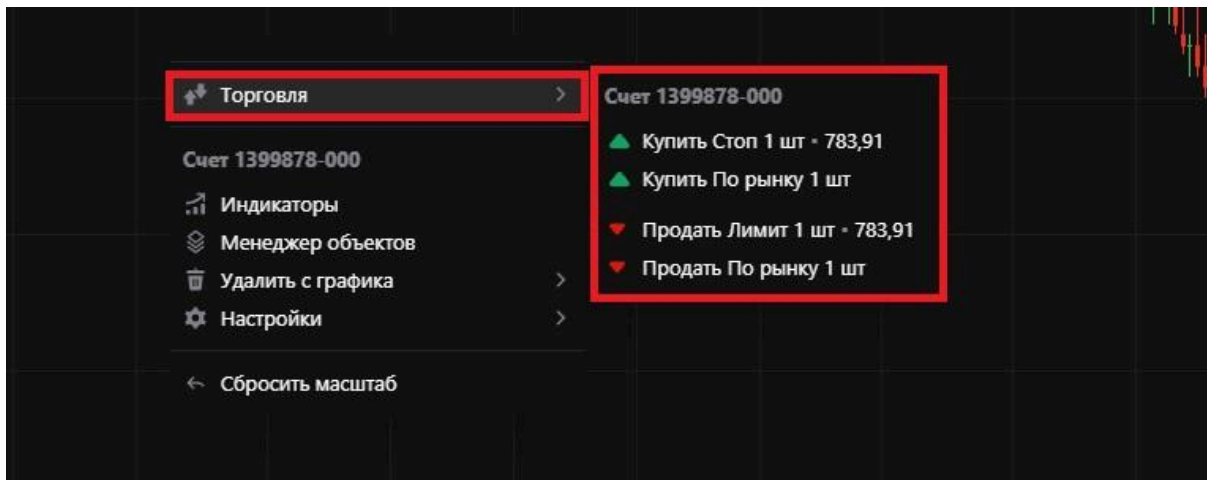 Торговля
Счет 1399878-000
Индикаторы
Менеджер объектов
Удалить с графика
Настройки
Сбросить масштаб
Счет 1399878-000
Купить Стоп 1 шт • 783,91
Купить По рынку 1 шт
Продать Лимит 1 шт • 783,91
Продать По рынку 1 шт